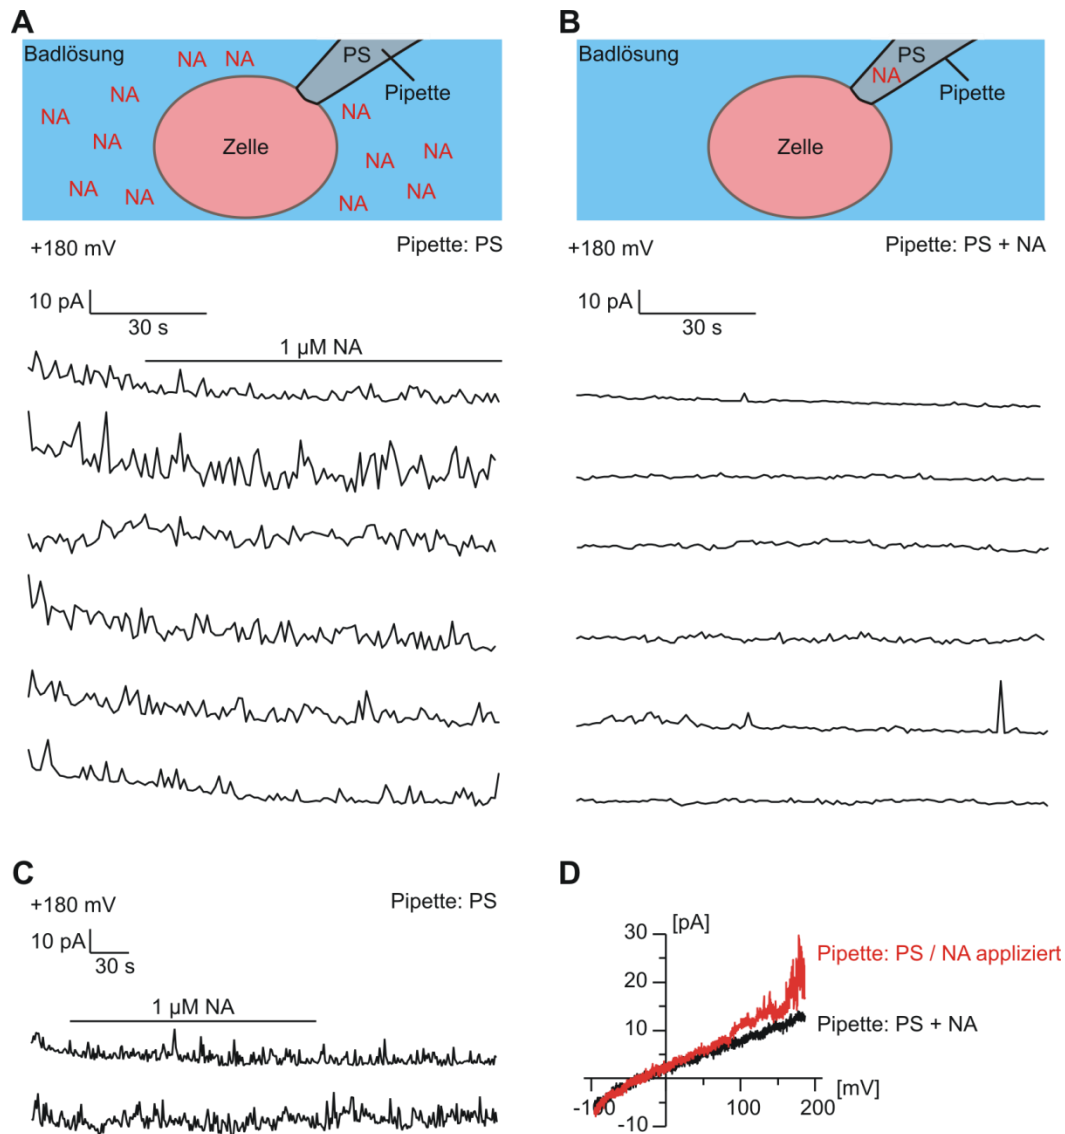 A
Badlösung
NA NA
PS
Pipette
NA
NA
NA
NA
Zelle
NA
NA
NA
NA
NA
NA
+180 mV
Pipette: PS
10 pA
30 s
1 µM NA
B
Badlösung
PS
NA
Pipette
Zelle
+180 mV
Pipette: PS + NA
10 pA
30 s
C
+180 mV
Pipette: PS
10 pA
30 s
1 µM NA
D
[pA]
30
20
10
-10
-100
100
200
[mV]
Pipette: PS / NA appliziert
Pipette: PS + NA